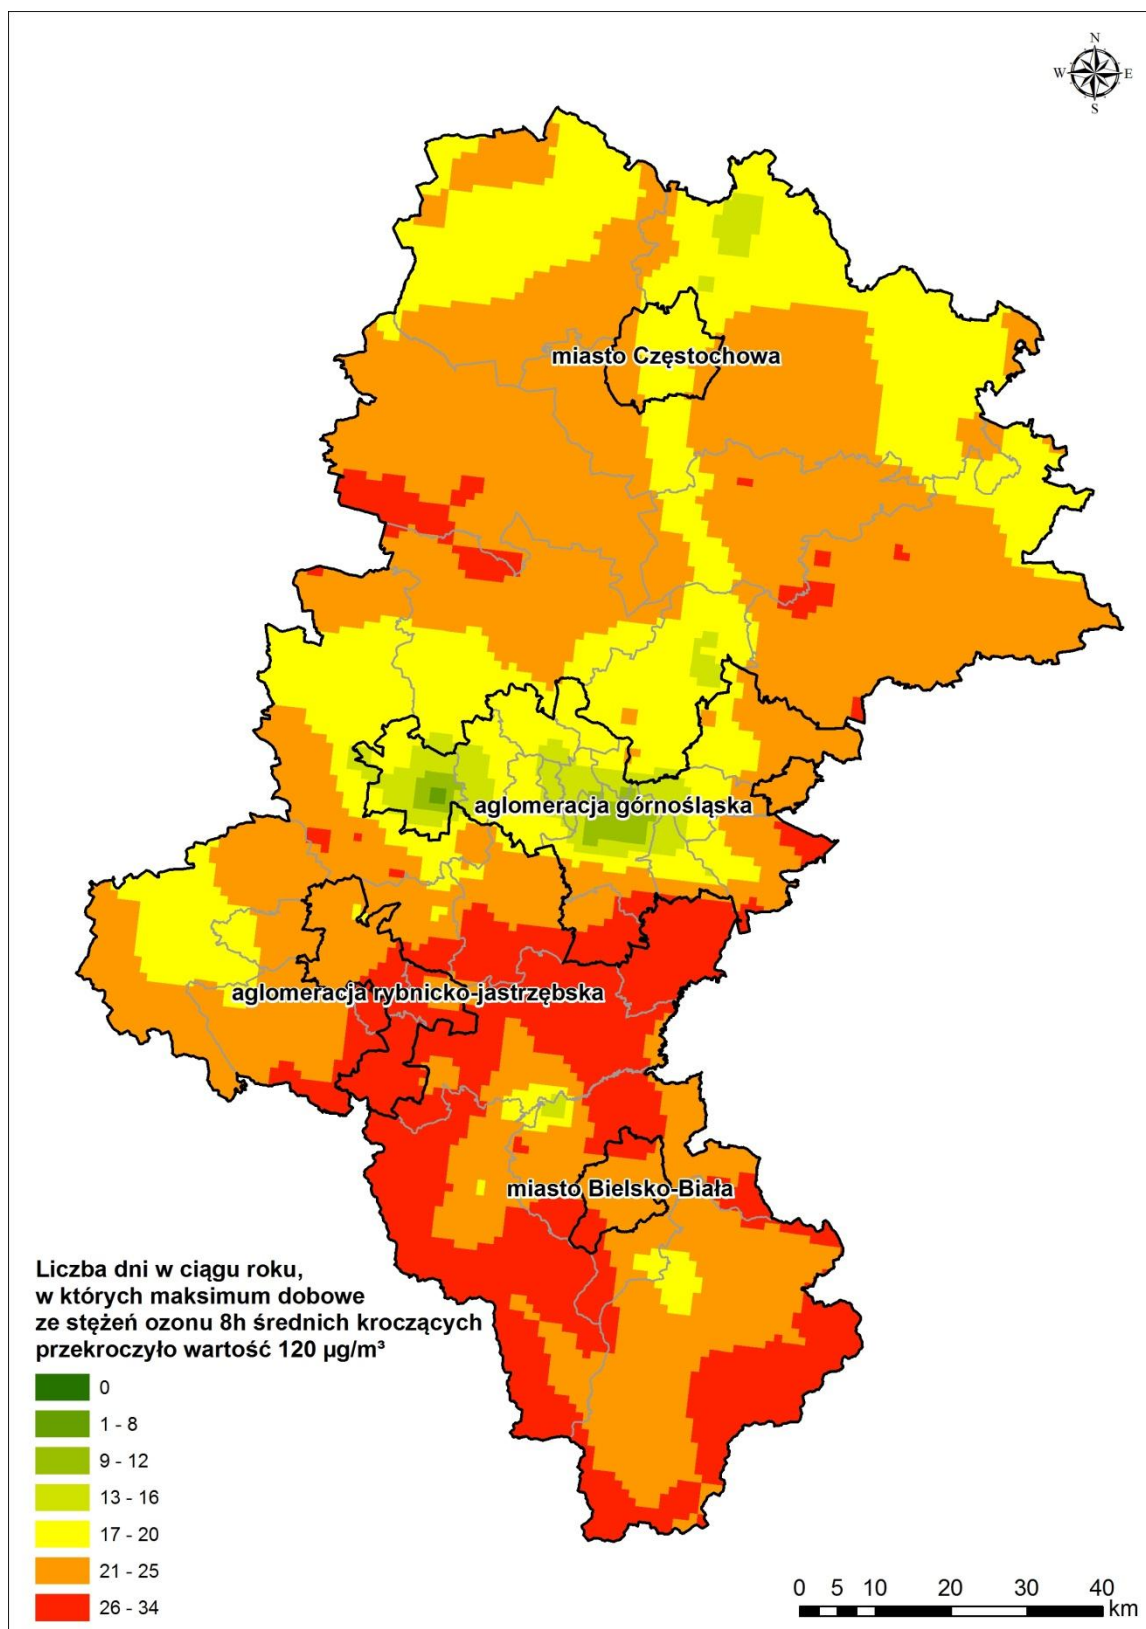 N
W E
S
miasto Częstochowa
aglomeracja górnośląska
aglomeracja rybnicko-jastrzębska
miasto Bielsko-Biała
Liczba dni w ciągu roku,
w których maksimum dobowe
ze stężeń ozonu 8h średnich kroczących
przekroczyło wartość 120 µg/m³
0
1 - 8
9 - 12
13 - 16
17 - 20
21 - 25
26 - 34
0 5 10 20 30 40
km